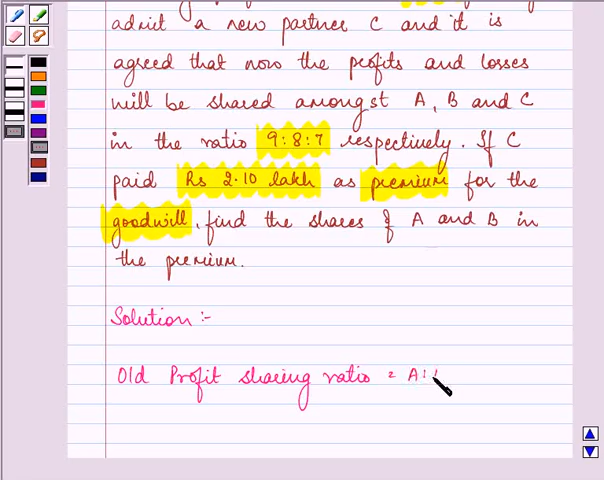 admit a new partner C and it is
agreed that now the profits and losses
will be shared amongst A, B and C
in the ratio 9:8:7 respectively. If C
paid Rs 2.10 lakh as premium for the
goodwill, find the shares of A and B in
the premium.
Solution :-
Old Profit sharing ratio = A: